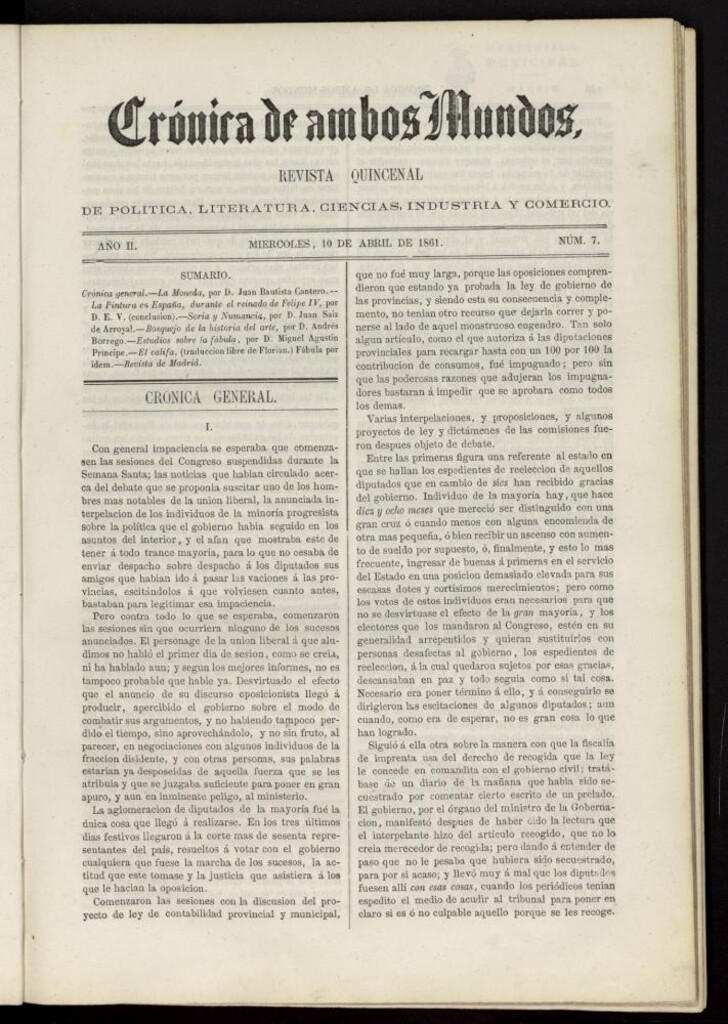 Crónica de ambos Mundos,
REVISTA QUINCENAL
DE POLITICA, LITERATURA, CIENCIAS, INDUSTRIA Y COMERCIO.
AÑO II.
MIERCOLES, 10 DE ABRIL DE 1861.
NÚM. 7.
SUMARIO.
Crónica general.—La Moneda, por D. Juan Bautista Cantero.—
La Pintura en España, durante el reinado de Felipe IV, por
D. E. V. (conclusion).—Soria y Numancia, por D. Juan Saiz
de Arroyal.—Bosquejo de la historia del arte, por D. Andrés
Borrego.—Estudios sobre la fábula, por D. Miguel Agustin
Principe.—El califa, (traduccion libre de Florian.) Fábula por
idem.—Revista de Madrid.
CRONICA GENERAL.
I.
Con general impaciencia se esperaba que comenza-
sen las sesiones del Congreso suspendidas durante la
Semana Santa; las noticias que habian circulado acer-
ca del debate que se proponia suscitar uno de los hom-
bres mas notables de la union liberal, la anunciada in-
terpelacion de los individuos de la minoría progresista
sobre la política que el gobierno habia seguido en los
asuntos del interior, y el afan que mostraba este de
tener á todo trance mayoría, para lo que no cesaba de
enviar despacho sobre despacho á los diputados sus
amigos que habian ido á pasar las vaciones á las pro-
vincias, escitándolos á que volviesen cuanto antes,
bastaban para legitimar esa impaciencia.
Pero contra todo lo que se esperaba, comenzaron
las sesiones sin que ocurriera ninguno de los sucesos
anunciados. El personage de la union liberal á que alu-
dimos no habló el primer dia de sesion, como se creia,
ni ha hablado aun; y segun los mejores informes, no es
tampoco probable que hable ya. Desvirtuado el efecto
que el anuncio de su discurso oposicionista llegó á
producir, apercibido el gobierno sobre el modo de
combatir sus argumentos, y no habiendo tampoco per-
dido el tiempo, sino aprovechándolo, y no sin fruto, al
parecer, en negociaciones con algunos individuos de la
fraccion disidente, y con otras personas, sus palabras
estarian ya desposeidas de aquella fuerza que se les
atribuia y que se juzgaba suficiente para poner en gran
apuro, y aun en inminente peligo, al ministerio.
La aglomeracion de diputados de la mayoría fué la
única cosa que llegó á realizarse. En los tres últimos
dias festivos llegaron á la corte mas de sesenta repre-
sentantes del pais, resueltos á votar con el gobierno
cualquiera que fuese la marcha de los sucesos, la ac-
titud que este tomase y la justicia que asistiera á los
que le hacian la oposicion.
Comenzaron las sesiones con la discusion del pro-
yecto de ley de contabilidad provincial y municipal,
que no fué muy larga, porque las oposiciones compren-
dieron que estando ya probada la ley de gobierno de
las provincias, y siendo esta su consecuencia y comple-
mento, no tenian otro recurso que dejarla correr y po-
nerse al lado de aquel monstruoso engendro. Tan solo
algun artículo, como el que autoriza á las diputaciones
provinciales para recargar hasta con un 100 por 100 la
contribucion de consumos, fué impugnado; pero sin
que las poderosas razones que adujeron los impugna-
dores bastaran á impedir que se aprobara como todos
los demas.
Varias interpelaciones, y proposiciones, y algunos
proyectos de ley y dictámenes de las comisiones fue-
ron despues objeto de debate.
Entre las primeras figura una referente al estado en
que se hallan los espedientes de reeleccion de aquellos
diputados que en cambio de síes han recibido gracias
del gobierno. Individuo de la mayoría hay, que hace
diez y ocho meses que mereció ser distinguido con una
gran cruz ó cuando menos con alguna encomienda de
otra mas pequeña, ó bien recibir un ascenso con aumen-
to de sueldo por supuesto, ó, finalmente, y esto lo mas
frecuente, ingresar de buenas á primeras en el servicio
del Estado en una posicion demasiado elevada para sus
escasas dotes y cortísimos merecimientos; pero como
los votos de estos individuos eran necesarios para que
no se desvirtuase el efecto de la gran mayoría, y los
electores que los mandaron al Congreso, estén en su
generalidad arrepentidos y quieran sustituirlos con
personas desafectas al gobierno, los espedientes de
reeleccion, á la cual quedaron sujetos por esas gracias,
descansaban en paz y todo seguia como si tal cosa.
Necesario era poner término á ello, y á conseguirlo se
dirigieron las escitaciones de algunos diputados; aun
cuando, como era de esperar, no es gran cosa lo que
han logrado.
Siguió á ella otra sobre la manera con que la fiscalía
de imprenta usa del derecho de recogida que la ley
le concede en comandita con el gobierno civil; tratá-
base de un diario de la mañana que habia sido se-
cuestrado por comentar cierto escrito de un prelado.
El gobierno, por el órgano del ministro de la Goberna-
cion, manifestó despues de haber oido la lectura que
el interpelante hizo del artículo recogido, que no lo
creia merecedor de recogida; pero dando á entender de
paso que no le pesaba que hubiera sido secuestrado,
para por si acaso; y llevó muy á mal que los diputados
fuesen allí con esas cosas, cuando los periódicos tenian
espedito el medio de acudir al tribunal para poner en
claro si es ó no culpable aquello porque se les recoge.